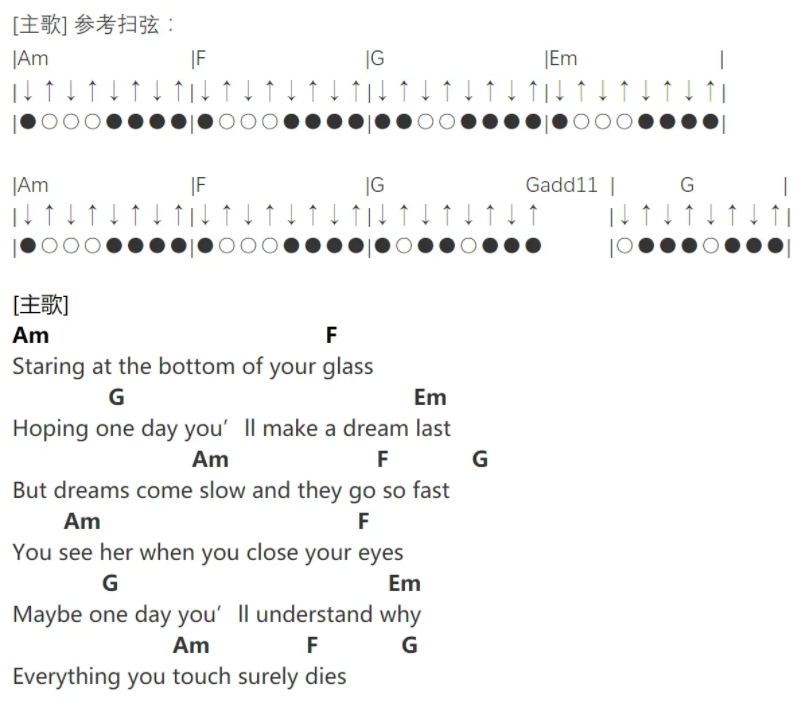 [主歌] 参考扫弦：
|Am |F |G |Em |
|↓ ↑ ↓ ↑ ↓ ↑ ↓ ↑|↓ ↑ ↓ ↑ ↓ ↑ ↓ ↑|↓ ↑ ↓ ↑ ↓ ↑ ↓ ↑|↓ ↑ ↓ ↑ ↓ ↑ ↓ ↑|
|●○○○●●●●|●○○○●●●●|●●○○●●●●|●○○○●●●●|
|Am |F |G Gadd11 | G |
|↓ ↑ ↓ ↑ ↓ ↑ ↓ ↑|↓ ↑ ↓ ↑ ↓ ↑ ↓ ↑|↓ ↑ ↓ ↑ ↓ ↑ ↓ ↑ |↓ ↑ ↓ ↑ ↓ ↑ ↓ ↑|
|●○○○●●●●|●○○○●●●●|●○●●○●●● |○●●●○●●●|
[主歌]
Am F
Staring at the bottom of your glass
G Em
Hoping one day you’ll make a dream last
Am F G
But dreams come slow and they go so fast
Am F
You see her when you close your eyes
G Em
Maybe one day you’ll understand why
Am F G
Everything you touch surely dies